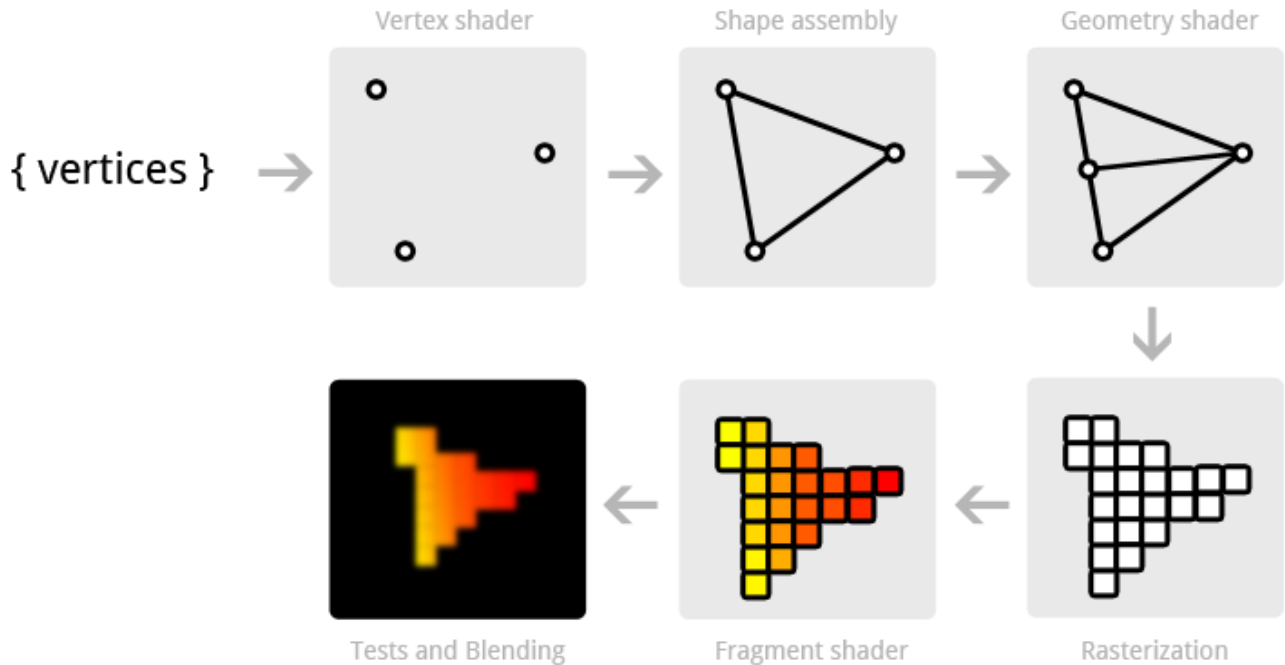 Vertex shader
Shape assembly
Geometry shader
{ vertices }
Tests and Blending
Fragment shader
Rasterization